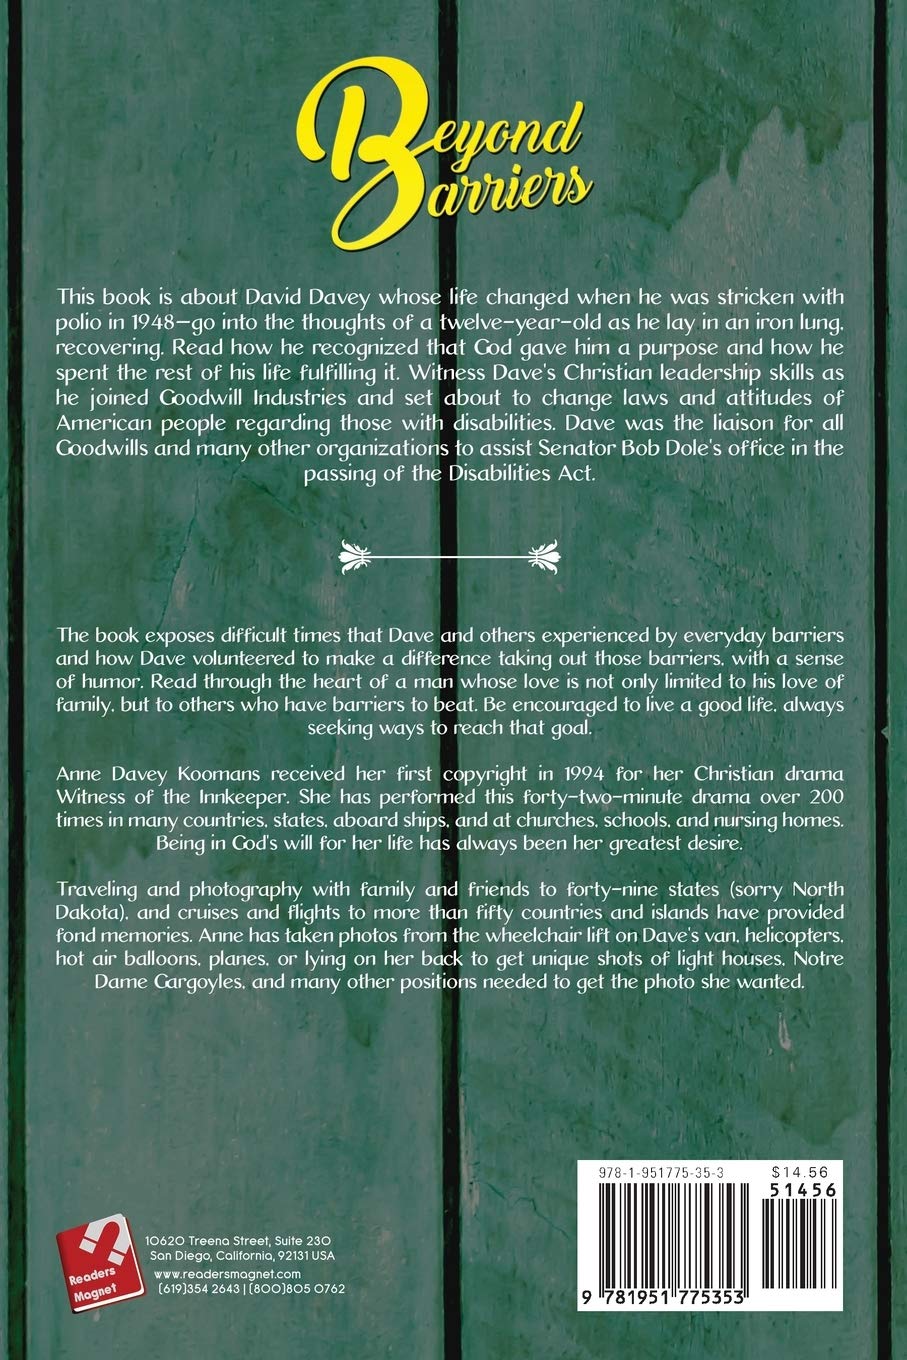 Beyond
Barriers
This book is about David Davey whose life changed when he was stricken with
polio in 1948—go into the thoughts of a twelve-year-old as he lay in an iron lung,
recovering. Read how he recognized that God gave him a purpose and how he
spent the rest of his life fulfilling it. Witness Dave's Christian leadership skills as
he joined Goodwill Industries and set about to change laws and attitudes of
American people regarding those with disabilities. Dave was the liaison for all
Goodwills and many other organizations to assist Senator Bob Dole's office in the
passing of the Disabilities Act.
The book exposes difficult times that Dave and others experienced by everyday barriers
and how Dave volunteered to make a difference taking out those barriers, with a sense
of humor. Read through the heart of a man whose love is not only limited to his love of
family, but to others who have barriers to beat. Be encouraged to live a good life, always
seeking ways to reach that goal.
Anne Davey Koomans received her first copyright in 1994 for her Christian drama
Witness of the Innkeeper. She has performed this forty-two-minute drama over 200
times in many countries, states, aboard ships, and at churches, schools, and nursing homes.
Being in God's will for her life has always been her greatest desire.
Traveling and photography with family and friends to forty-nine states (sorry North
Dakota), and cruises and flights to more than fifty countries and islands have provided
fond memories. Anne has taken photos from the wheelchair lift on Dave's van, helicopters,
hot air balloons, planes, or lying on her back to get unique shots of light houses, Notre
Dame Gargoyles, and many other positions needed to get the photo she wanted.
Readers
Magnet
10620 Treena Street, Suite 230
San Diego, California, 92131 USA
www.readersmagnet.com
(619)354 2643 | (800)805 0762
978-1-951775-35-3
$14.56
51456
9 781951 775353